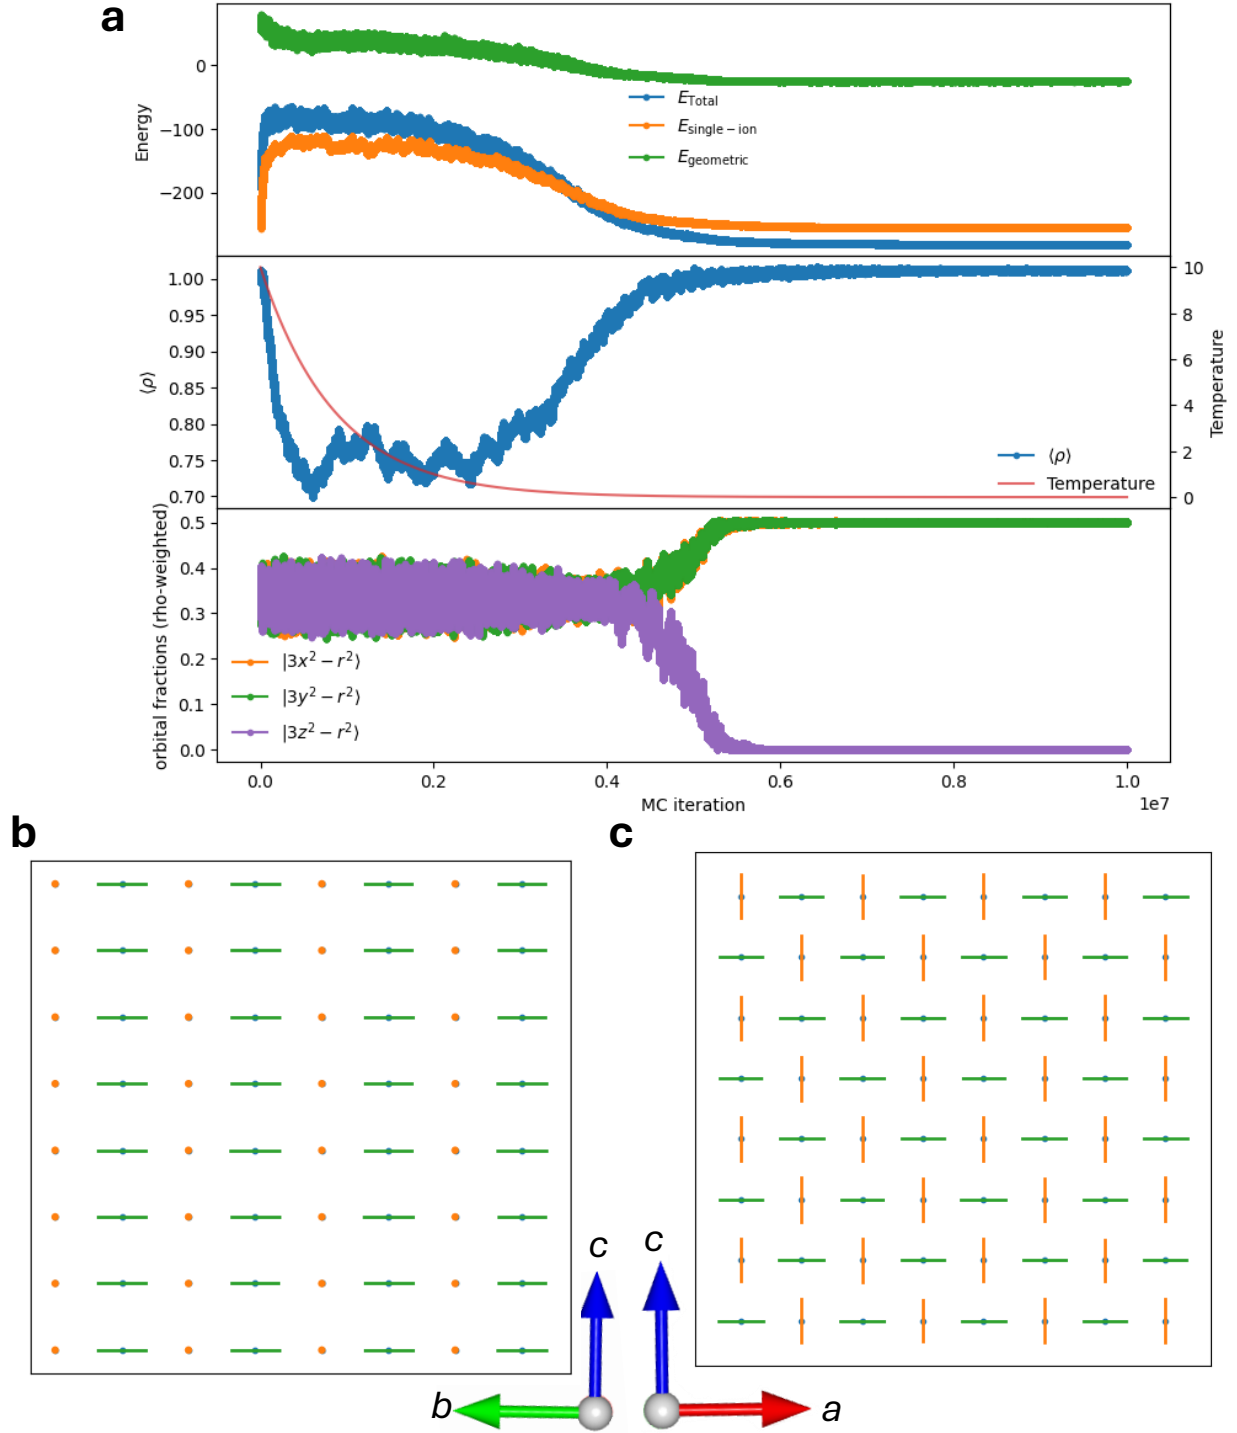 a
0
−100
−200
Energy
E_Total
E_single−ion
E_geometric
1.00
0.95
0.90
0.85
0.80
0.75
0.70
⟨ρ⟩
10
8
6
4
2
0
Temperature
⟨ρ⟩
Temperature
0.5
0.4
0.3
0.2
0.1
0.0
orbital fractions (rho-weighted)
|3x² − r²⟩
|3y² − r²⟩
|3z² − r²⟩
0.0 0.2 0.4 0.6 0.8 1.0
1e7
MC iteration
b
c
c
c
b
a